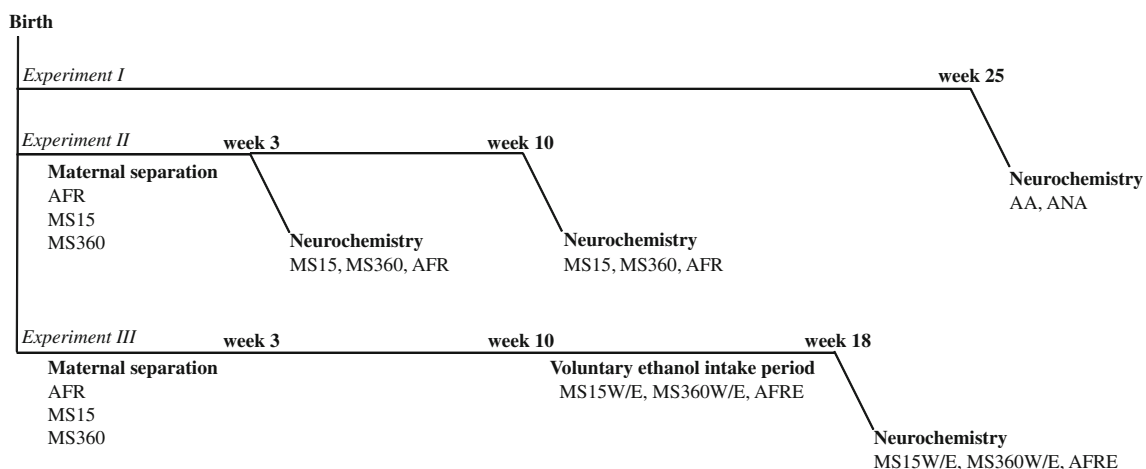 Birth
Experiment I
week 25
Neurochemistry
AA, ANA
Experiment II
week 3
week 10
Maternal separation
AFR
MS15
MS360
Neurochemistry
MS15, MS360, AFR
Neurochemistry
MS15, MS360, AFR
Experiment III
week 3
week 10
week 18
Maternal separation
AFR
MS15
MS360
Voluntary ethanol intake period
MS15W/E, MS360W/E, AFRE
Neurochemistry
MS15W/E, MS360W/E, AFRE